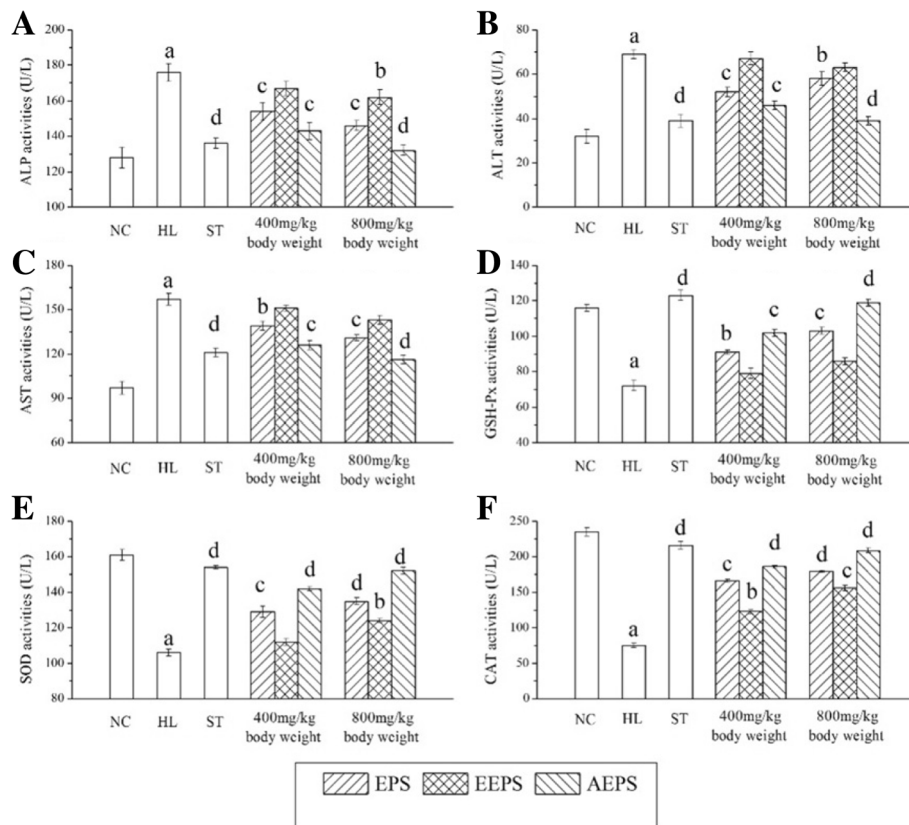 A
ALP activities (U/L)
200
180
160
140
120
100
a
d
c
c
b
c
d
NC
HL
ST
400mg/kg
body weight
800mg/kg
body weight
B
ALT activities (U/L)
80
60
40
20
0
a
d
c
c
b
d
NC
HL
ST
400mg/kg
body weight
800mg/kg
body weight
C
AST activities (U/L)
180
150
120
90
60
a
d
b
c
c
d
NC
HL
ST
400mg/kg
body weight
800mg/kg
body weight
D
GSH-Px activities (U/L)
140
120
100
80
60
40
a
d
b
c
c
d
NC
HL
ST
400mg/kg
body weight
800mg/kg
body weight
E
SOD activities (U/L)
180
160
140
120
100
80
a
d
c
d
d
b
d
NC
HL
ST
400mg/kg
body weight
800mg/kg
body weight
F
CAT activities (U/L)
250
200
150
100
50
0
a
d
c
b
d
d
c
d
NC
HL
ST
400mg/kg
body weight
800mg/kg
body weight
EPS EEPS AEPS